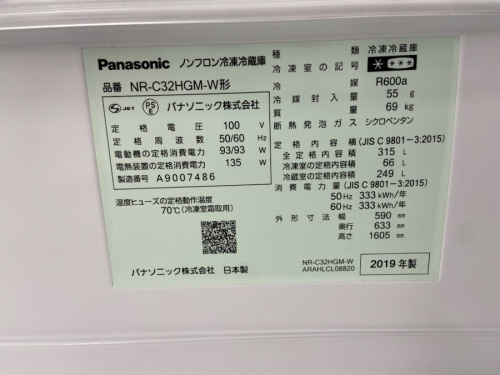 Panasonic ノンフロン冷凍冷蔵庫
品番 NR-C32HGM-W形
JET PS E パナソニック株式会社
定格電圧 100 V
定格周波数 50/60 Hz
電動機の定格消費電力 93/93 W
電熱装置の定格消費電力 135 W
製造番号 A9007486
温度ヒューズの定格動作温度
70℃(冷凍室霜取用)
パナソニック株式会社 日本製
種類 冷凍冷蔵庫
冷凍室の記号
冷媒 R600a
冷媒封入量 55 g
質量 69 kg
断熱発泡ガス シクロペンタン
定格内容積 (JIS C 9801-3:2015)
全定格内容積 315 L
冷凍室の定格内容積 66 L
冷蔵室の定格内容積 249 L
消費電力量 (JIS C 9801-3:2015)
50 Hz 333 kWh/年
60 Hz 333 kWh/年
外形寸法 幅 590 mm
奥行 633 mm
高さ 1605 mm
NR-C32HGM-W
ARAHLCL08820
2019 年製